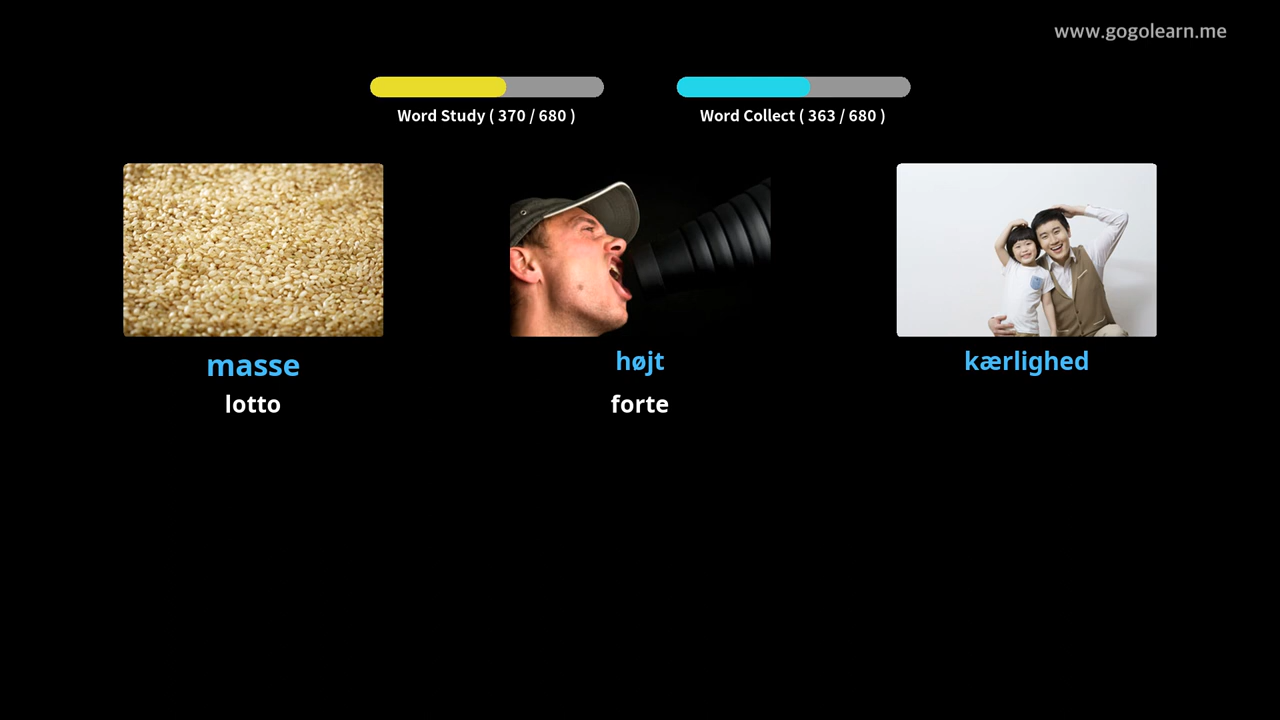 www.gogolearn.me
Word Study ( 370 / 680 )
Word Collect ( 363 / 680 )
masse
højt
kærlighed
lotto
forte